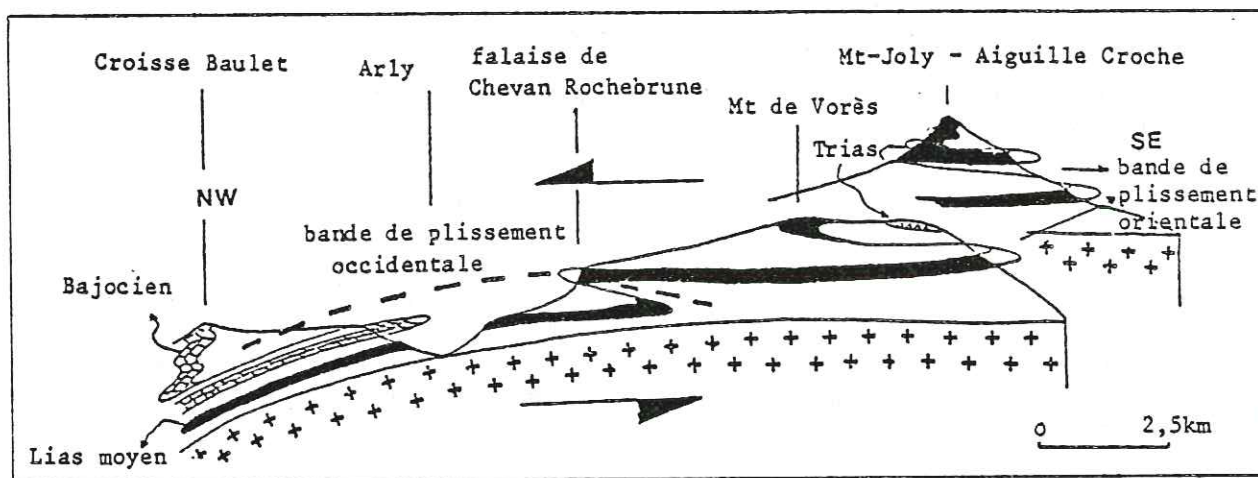 Croisse Baulet
Arly
falaise de
Chevan Rochebrune
Mt-Joly - Aiguille Croche
Mt de Vorès
Trias
SE
bande de
plissement
orientale
NW
bande de plissement
occidentale
Bajocien
Lias moyen
0 2,5km